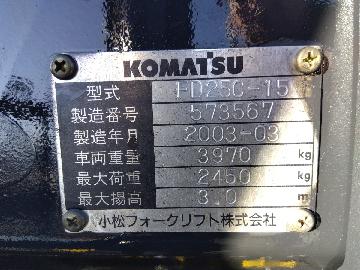 KOMATSU
型式 FD25C-15
製造番号 573567
製造年月 2003-03
車両重量 3970 kg
最大荷重 2450 kg
最大揚高 3.0 m
小松フォークリフト株式会社